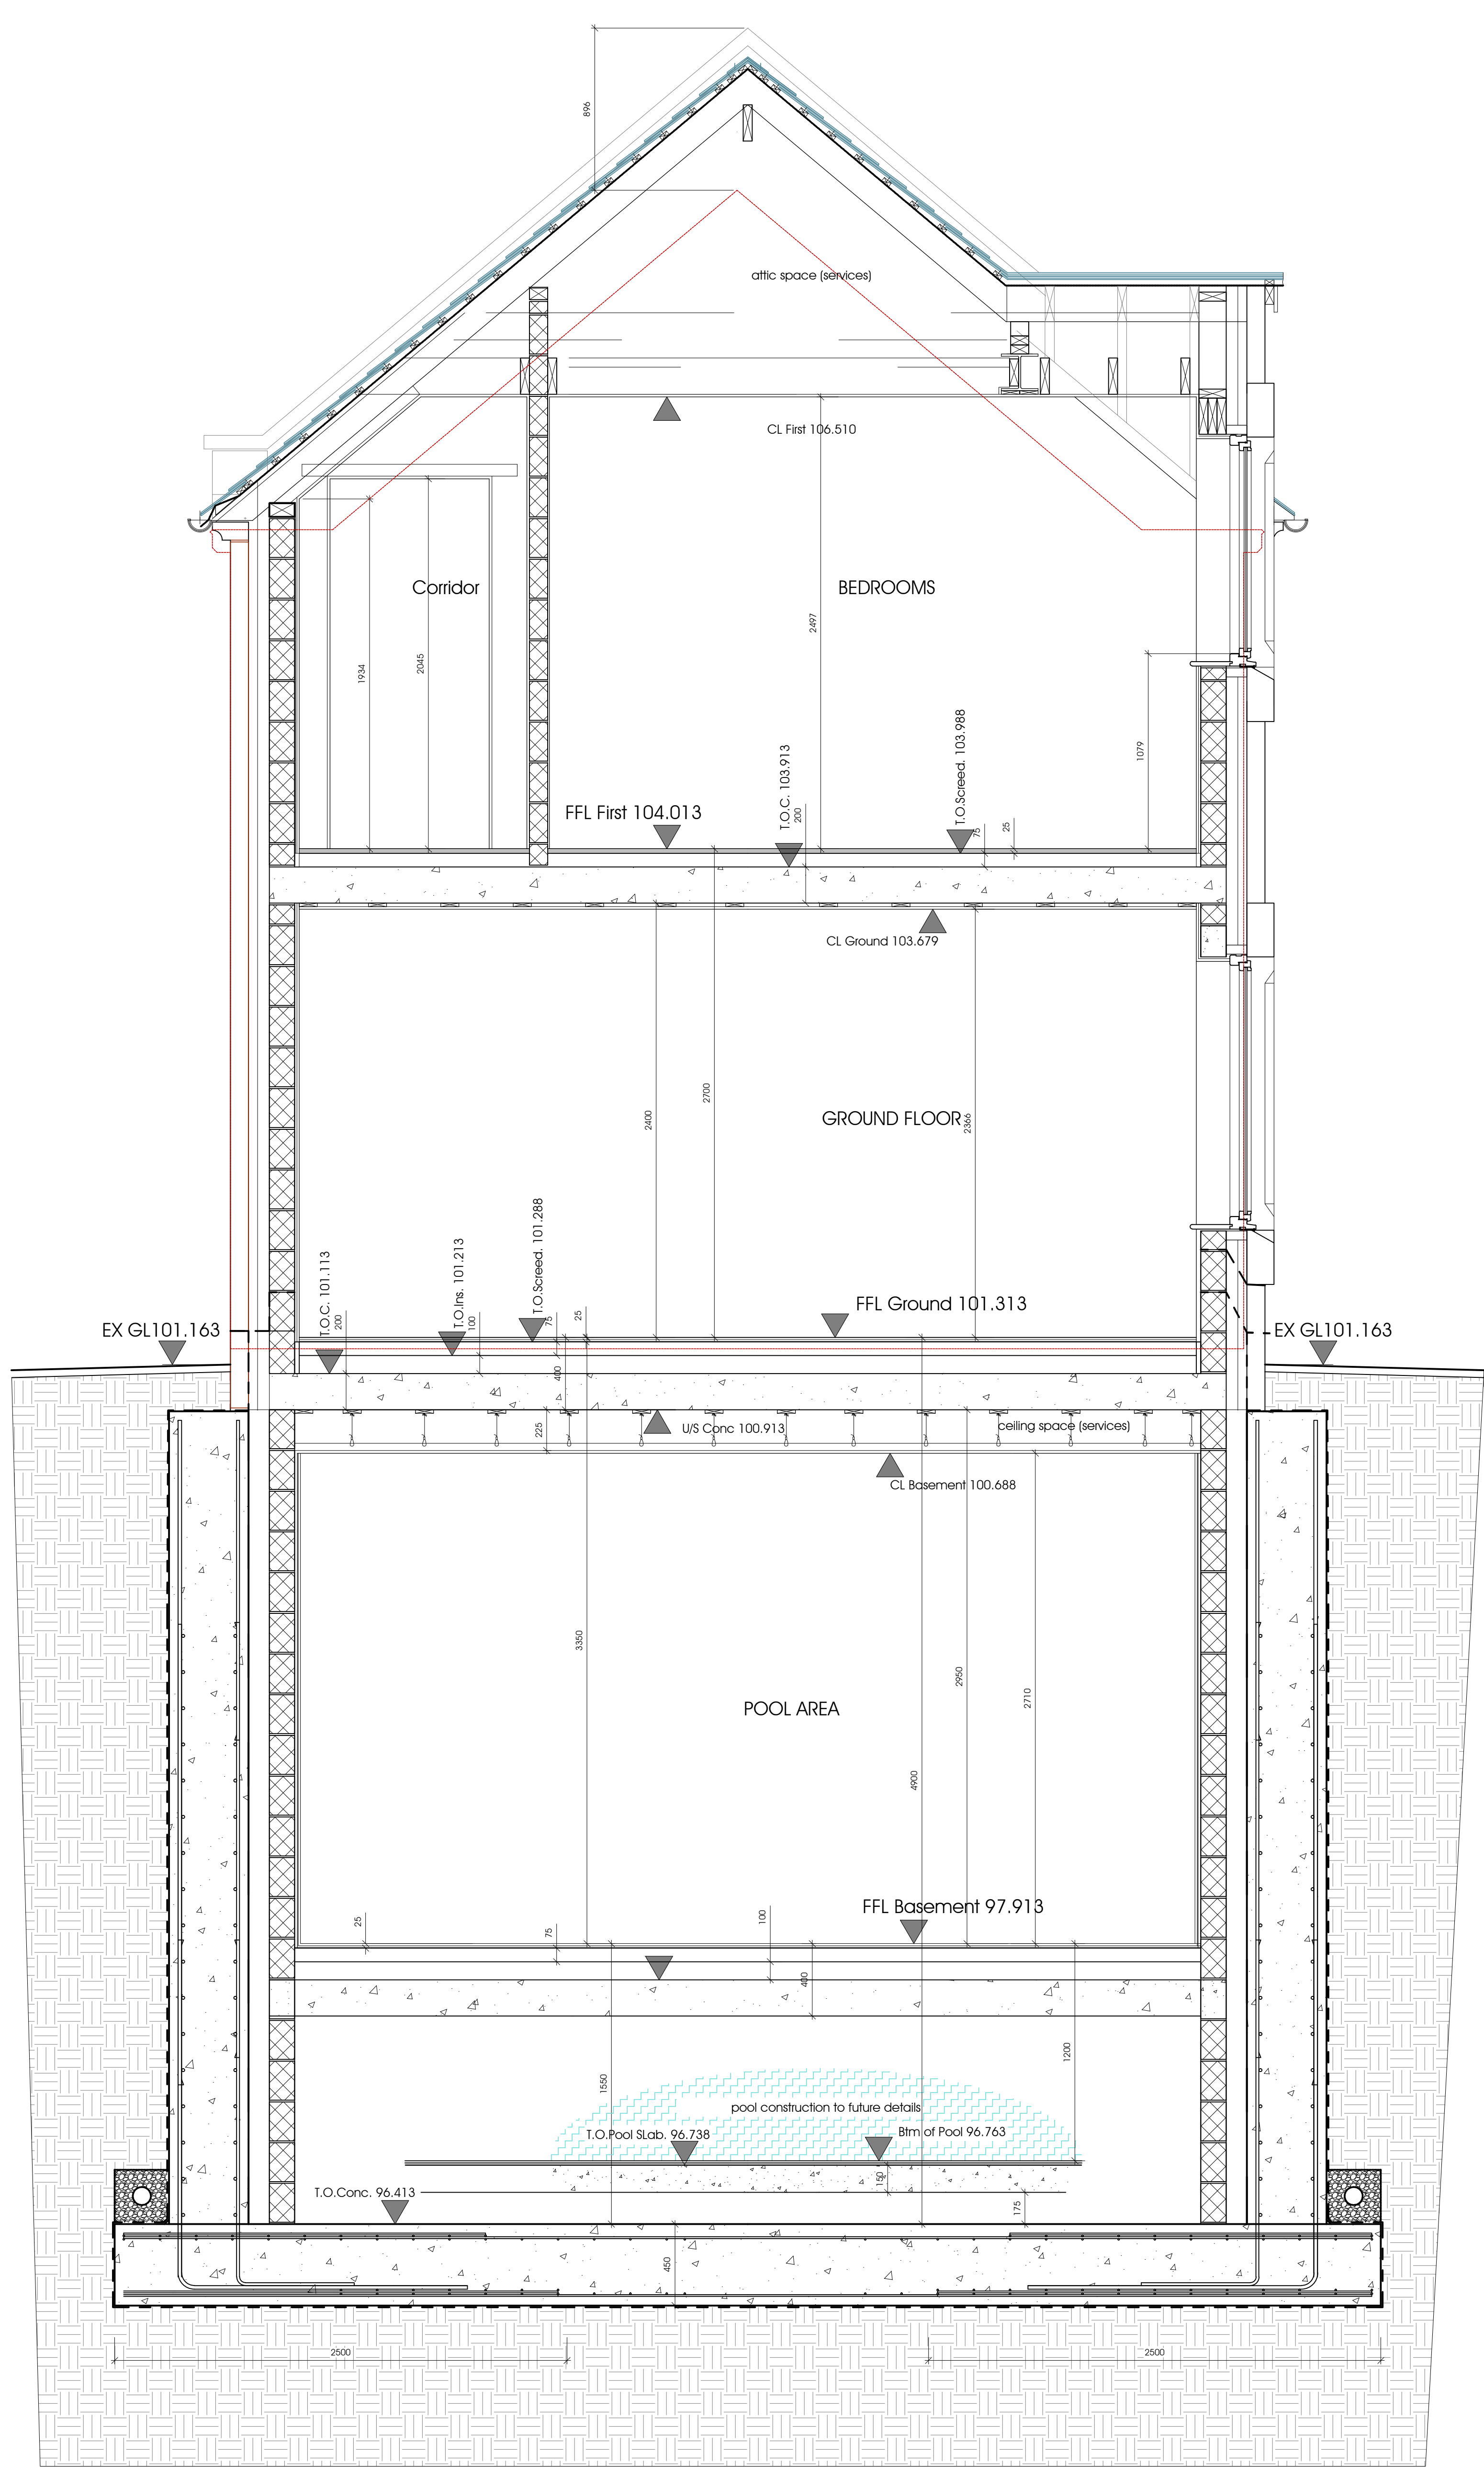 896
attic space (services)
CL First 106.510
Corridor
BEDROOMS
2497
1934
2045
1079
FFL First 104.013
T.O.C. 103.913
200
T.O.Screed. 103.988
75
25
CL Ground 103.679
2400
2700
GROUND FLOOR
2366
T.O.C. 101.113
200
T.O.Ins. 101.213
100
T.O.Screed. 101.288
75
25
FFL Ground 101.313
EX GL101.163
EX GL101.163
400
225
U/S Conc 100.913
ceiling space (services)
CL Basement 100.688
3350
2950
2710
POOL AREA
4900
FFL Basement 97.913
25
75
100
400
1200
1550
pool construction to future details
T.O.Pool SLab. 96.738
Btm of Pool 96.763
150
T.O.Conc. 96.413
175
450
2500
2500